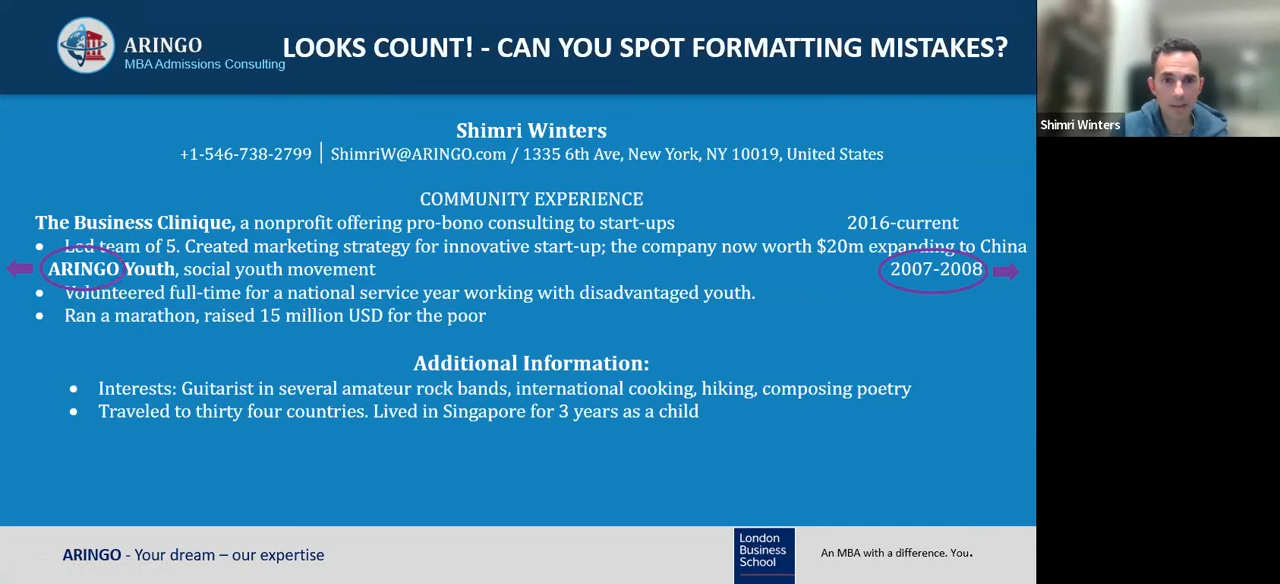 ARINGO
MBA Admissions Consulting
LOOKS COUNT! - CAN YOU SPOT FORMATTING MISTAKES?
Shimri Winters
Shimri Winters
+1-546-738-2799 | ShimriW@ARINGO.com / 1335 6th Ave, New York, NY 10019, United States
COMMUNITY EXPERIENCE
The Business Clinique, a nonprofit offering pro-bono consulting to start-ups 2016-current
• Led team of 5. Created marketing strategy for innovative start-up; the company now worth $20m expanding to China
ARINGO Youth, social youth movement 2007-2008
• Volunteered full-time for a national service year working with disadvantaged youth.
• Ran a marathon, raised 15 million USD for the poor
Additional Information:
• Interests: Guitarist in several amateur rock bands, international cooking, hiking, composing poetry
• Traveled to thirty four countries. Lived in Singapore for 3 years as a child
ARINGO - Your dream – our expertise
London
Business
School
An MBA with a difference. You.